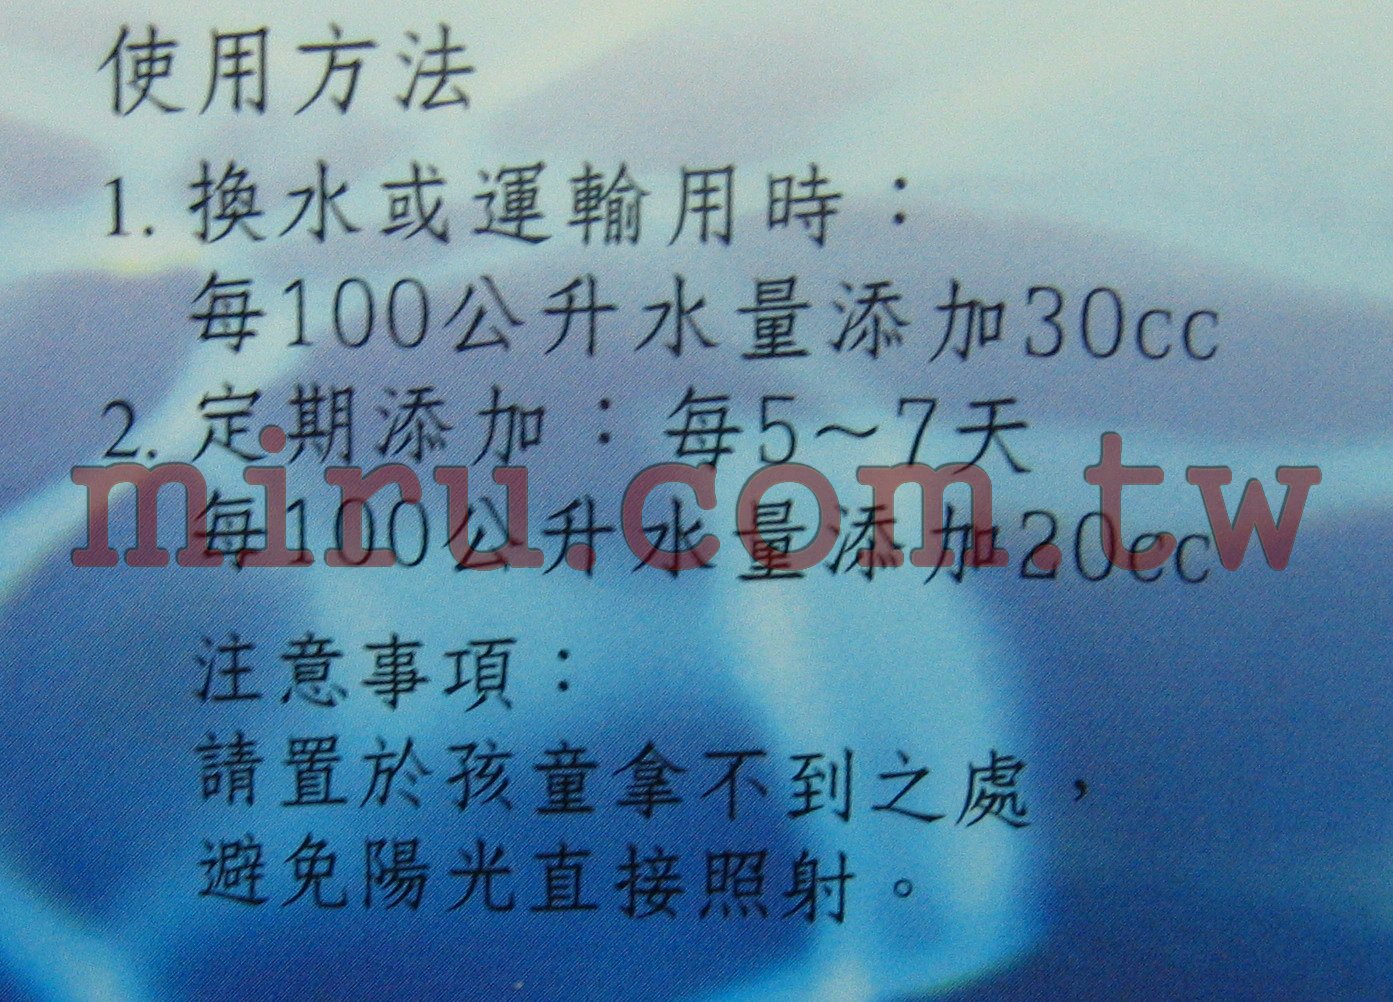 使用方法
1. 換水或運輸用時：
每100公升水量添加30cc
2. 定期添加：每5～7天
miru.com.tw
每100公升水量添加20cc
注意事項：
請置於孩童拿不到之處，
避免陽光直接照射。